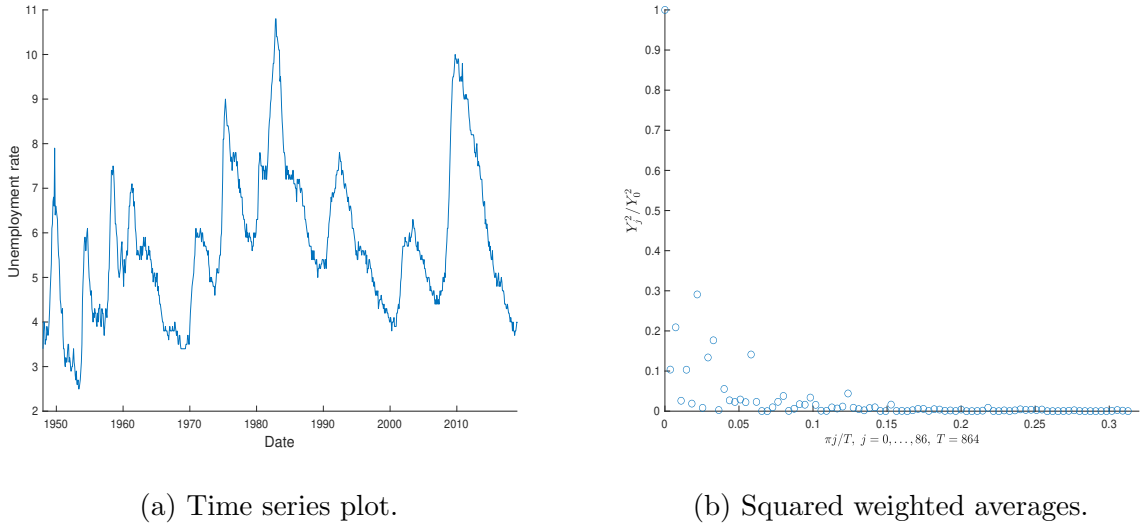 11
10
9
8
7
6
5
4
3
2
Unemployment rate
1950 1960 1970 1980 1990 2000 2010
Date
(a) Time series plot.
1
0.9
0.8
0.7
0.6
0.5
0.4
0.3
0.2
0.1
0
Y_j^2/Y_0^2
0 0.05 0.1 0.15 0.2 0.25 0.3
πj/T, j = 0, . . . , 86, T = 864
(b) Squared weighted averages.